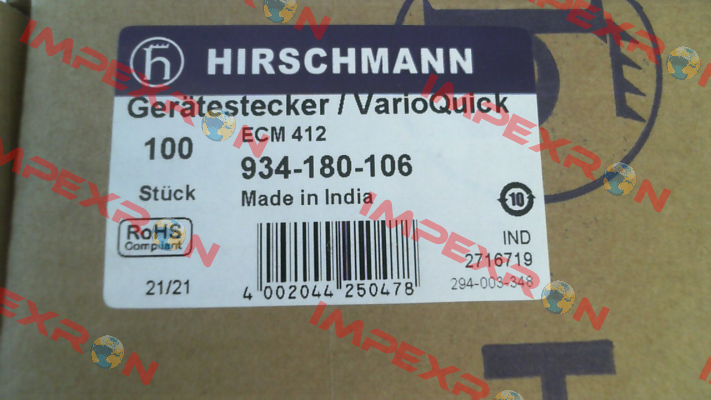 HIRSCHMANN
Gerätestecker / VarioQuick
ECM 412
100
934-180-106
Stück
Made in India
10
RoHS
Compliant
IND
2716719
21/21
4 002044 250478
294-003-348
IMPEXRON
IMPEXRON
IMPEXRON
IMPEXRON
IMPEXRON
IMPEXRON